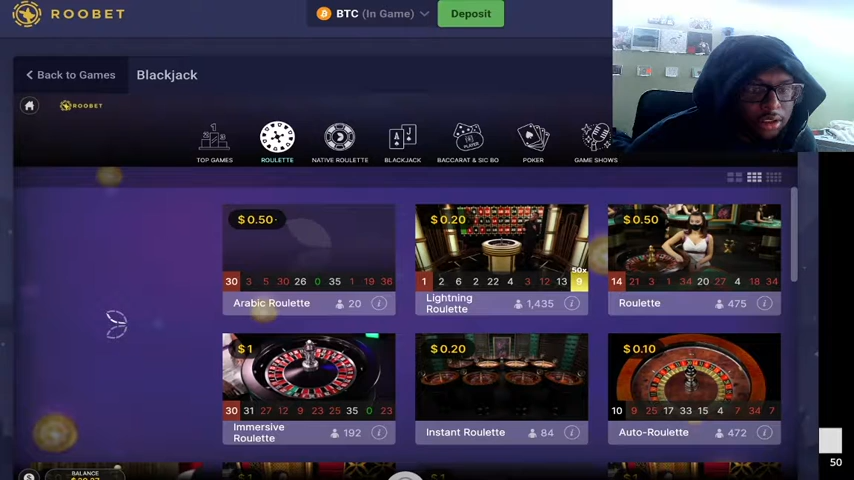 ROOBET
BTC (In Game)
Deposit
Back to Games
Blackjack
ROOBET
TOP GAMES
ROULETTE
NATIVE ROULETTE
BLACKJACK
BACCARAT & SIC BO
POKER
GAME SHOWS
$0.50
$0.20
$0.50
50x
30 3 5 30 26 0 35 1 19 36
1 2 6 2 22 4 3 12 13 9
14 21 3 1 34 20 27 4 18 34
Arabic Roulette 20
Lightning Roulette 1,435
Roulette 475
$1
$0.20
$0.10
30 31 27 12 9 23 25 35 0 23
10 9 25 17 33 15 4 7 34 7
Immersive Roulette 192
Instant Roulette 84
Auto-Roulette 472
BALANCE
50